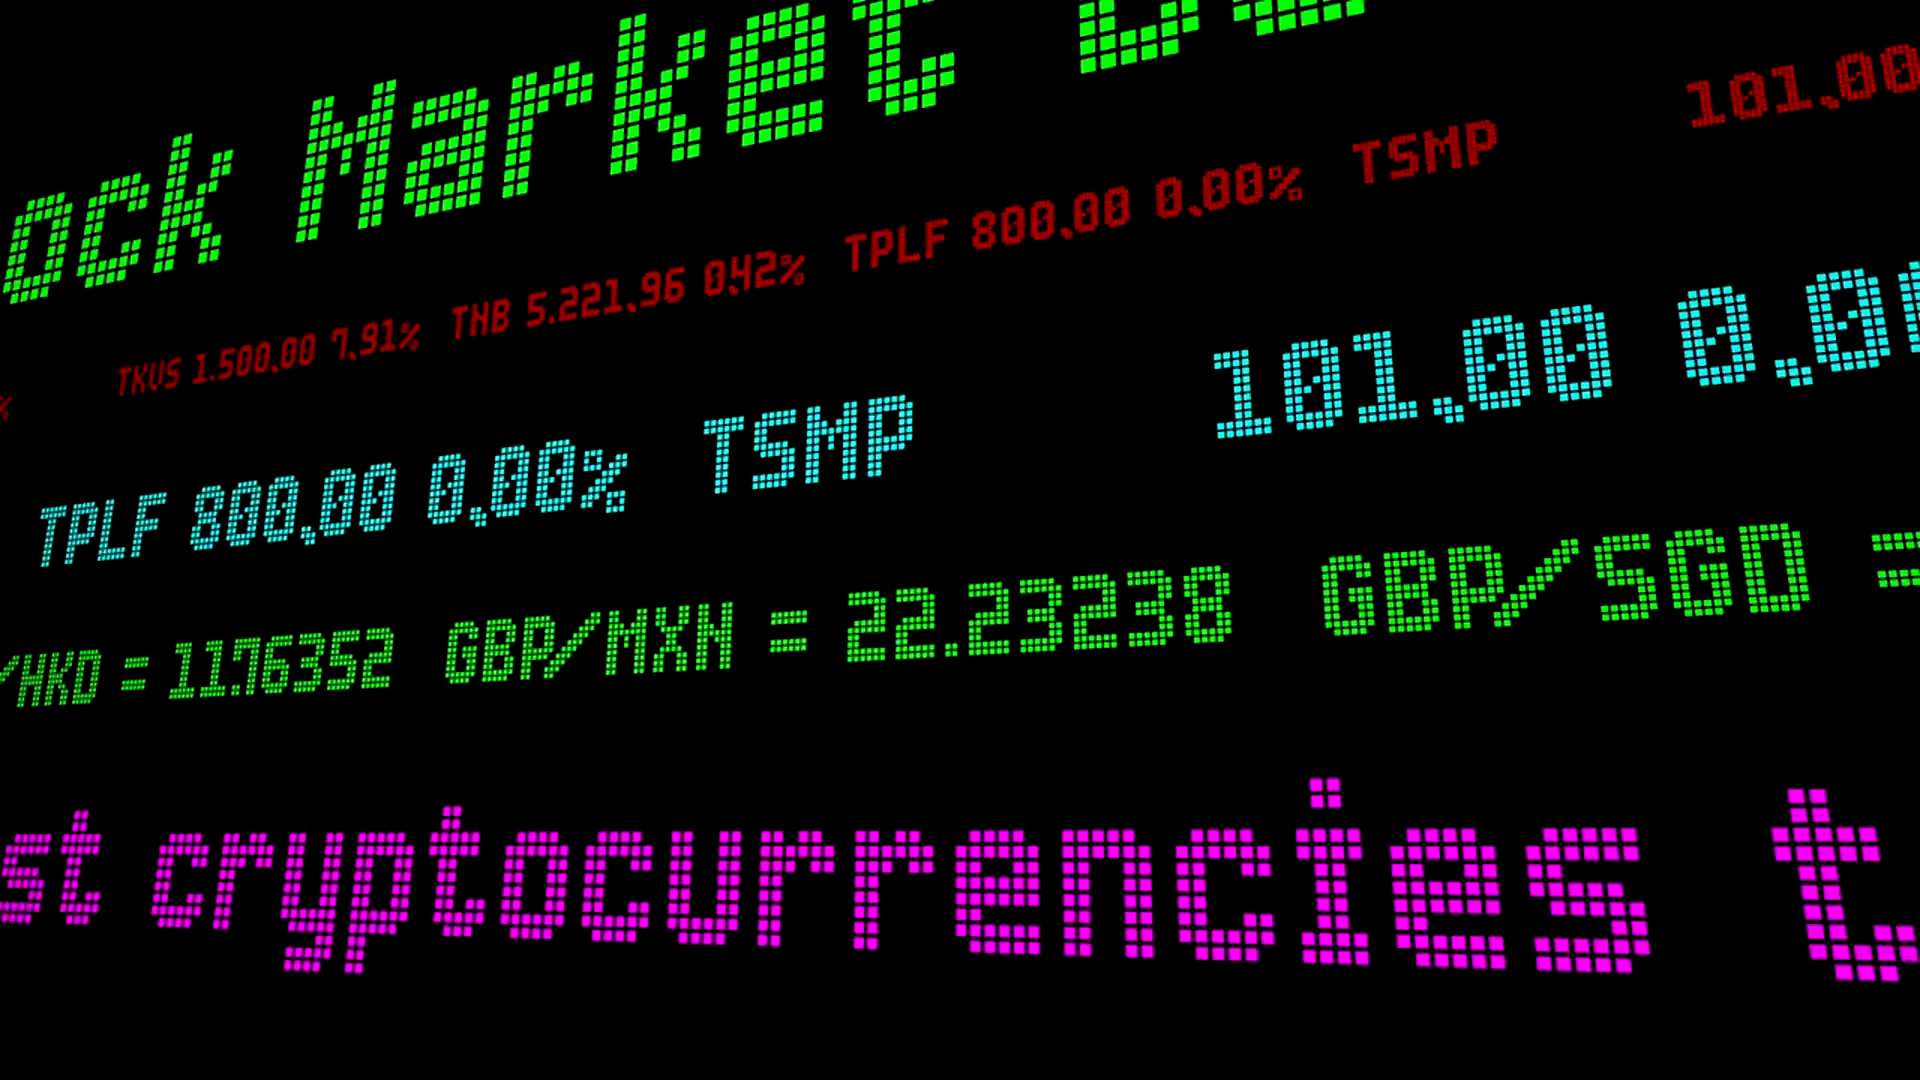 ock Market
% TKVS 1.500,00 7,91% TNB 5.221,96 0,42% TPLF 800,00 0,00% TSMP 101,00
TPLF 800,00 0,00% TSMP 101,00 0,0
/HKD = 11.76352 GBP/MXN = 22.23238 GBP/SGD =
st cryptocurrencies t